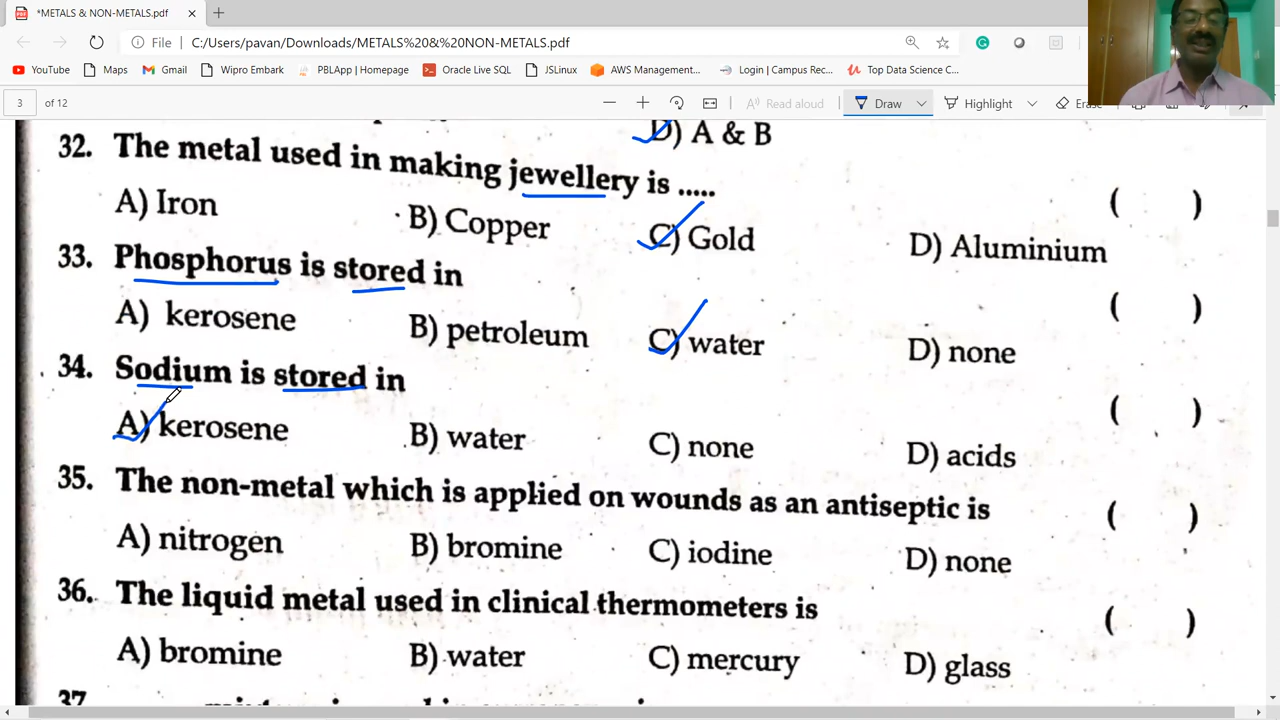 *METALS & NON-METALS.pdf
File C:/Users/pavan/Downloads/METALS%20&%20NON-METALS.pdf
YouTube Maps Gmail Wipro Embark PBLApp | Homepage Oracle Live SQL JSLinux AWS Management... Login | Campus Rec... Top Data Science C...
3 of 12 Read aloud Draw Highlight Erase
D) A & B
32. The metal used in making jewellery is ..... ( )
A) Iron B) Copper C) Gold D) Aluminium
33. Phosphorus is stored in ( )
A) kerosene B) petroleum C) water D) none
34. Sodium is stored in ( )
A) kerosene B) water C) none D) acids
35. The non-metal which is applied on wounds as an antiseptic is ( )
A) nitrogen B) bromine C) iodine D) none
36. The liquid metal used in clinical thermometers is ( )
A) bromine B) water C) mercury D) glass
37